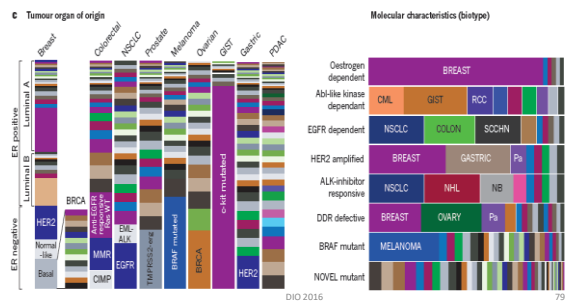 c Tumour organ of origin
Breast
Colorectal
NSCLC
Prostate
Melanoma
Ovarian
GIST
Gastric
PDAC
ER positive
Luminal A
Luminal B
ER negative
HER2
Normal
-like
Basal
BRCA
Anti-EGFR
responsive
Ras WT
MMR
CIMP
EML-
ALK
EGFR
TMPRSS2-erg
BRAF mutated
BRCA
c-kit mutated
HER2
Molecular characteristics (biotype)
Oestrogen
dependent
BREAST
Abl-like kinase
dependent
CML
GIST
RCC
EGFR dependent
NSCLC
COLON
SCCHN
HER2 amplified
BREAST
GASTRIC
Pa
ALK-inhibitor
responsive
NSCLC
NHL
NB
DDR defective
BREAST
OVARY
Pa
BRAF mutant
MELANOMA
NOVEL mutant
DIO 2016
79